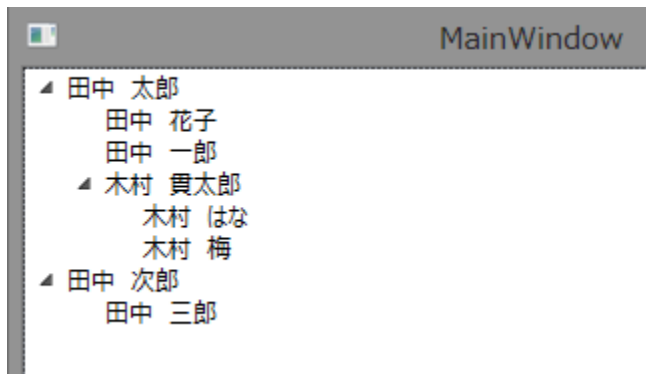 MainWindow
田中 太郎
田中 花子
田中 一郎
木村 貫太郎
木村 はな
木村 梅
田中 次郎
田中 三郎